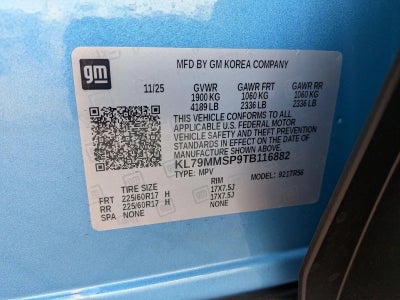 gm
MFD BY GM KOREA COMPANY
11/25 GVWR GAWR FRT GAWR RR
1900 KG 1060 KG 1060 KG
4189 LB 2336 LB 2336 LB
THIS VEHICLE CONFORMS TO ALL
APPLICABLE U.S. FEDERAL MOTOR
VEHICLE SAFETY AND THEFT
PREVENTION STANDARDS IN EFFECT ON
THE DATE OF MANUFACTURE SHOWN ABOVE.
KL79MMSP9TB116882
TYPE: MPV MODEL: 9217R56
TIRE SIZE RIM
FRT 225/60R17 H 17X7.5J
RR 225/60R17 H 17X7.5J
SPA NONE NONE